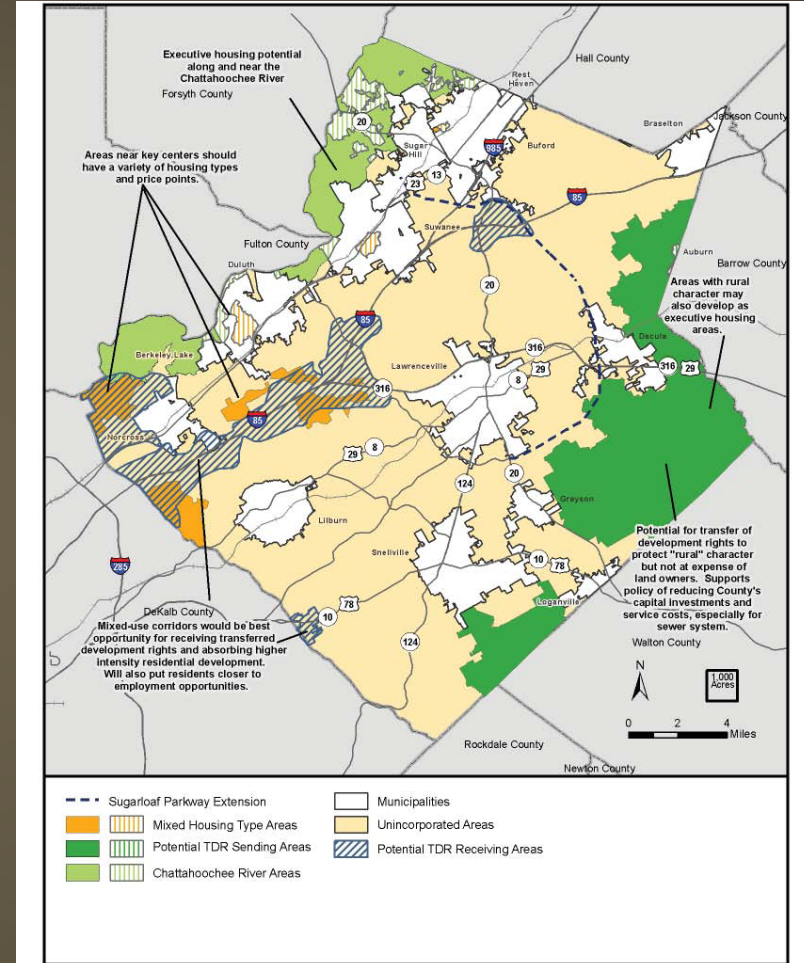 Executive housing potential
along and near the
Chattahoochee River
Forsyth County
Hall County
Rest
Haven
Jackson County
Braselton
20
Sugar
Hill
985
Buford
Areas near key centers should
have a variety of housing types
and price points.
23
13
85
Suwanee
Fulton County
Duluth
Auburn
Barrow County
20
Areas with rural
character may
also develop as
executive housing
areas.
85
Dacula
316
29
316
29
Berkeley Lake
Lawrenceville
8
316
85
Norcross
29
8
20
124
Grayson
Lilburn
Snellville
Potential for transfer of
development rights to
protect "rural" character
but not at expense of
land owners. Supports
policy of reducing County's
capital investments and
service costs, especially for
sewer system.
10
78
285
Loganville
DeKalb County
78
10
Mixed-use corridors would be best
opportunity for receiving transferred
development rights and absorbing higher
intensity residential development.
Will also put residents closer to
employment opportunities.
124
Walton County
N
1,000
Acres
0 2 4
Miles
Rockdale County
Newton County
Sugarloaf Parkway Extension
Municipalities
Mixed Housing Type Areas
Unincorporated Areas
Potential TDR Sending Areas
Potential TDR Receiving Areas
Chattahoochee River Areas